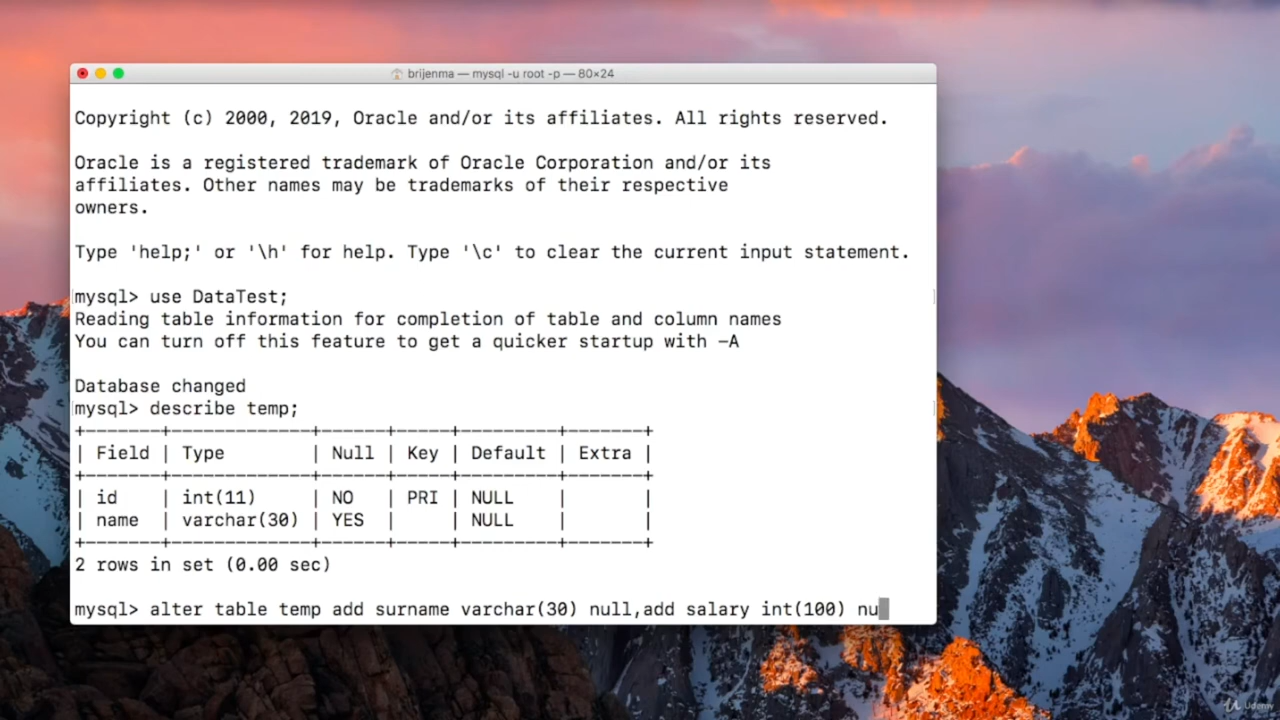 brijenma — mysql -u root -p — 80×24
Copyright (c) 2000, 2019, Oracle and/or its affiliates. All rights reserved.
Oracle is a registered trademark of Oracle Corporation and/or its
affiliates. Other names may be trademarks of their respective
owners.
Type 'help;' or '\h' for help. Type '\c' to clear the current input statement.
mysql> use DataTest;
Reading table information for completion of table and column names
You can turn off this feature to get a quicker startup with -A
Database changed
mysql> describe temp;
+-------+-------------+------+-----+---------+-------+
| Field | Type        | Null | Key | Default | Extra |
+-------+-------------+------+-----+---------+-------+
| id    | int(11)     | NO   | PRI | NULL    |       |
| name  | varchar(30) | YES  |     | NULL    |       |
+-------+-------------+------+-----+---------+-------+
2 rows in set (0.00 sec)
mysql> alter table temp add surname varchar(30) null,add salary int(100) nu
Udemy